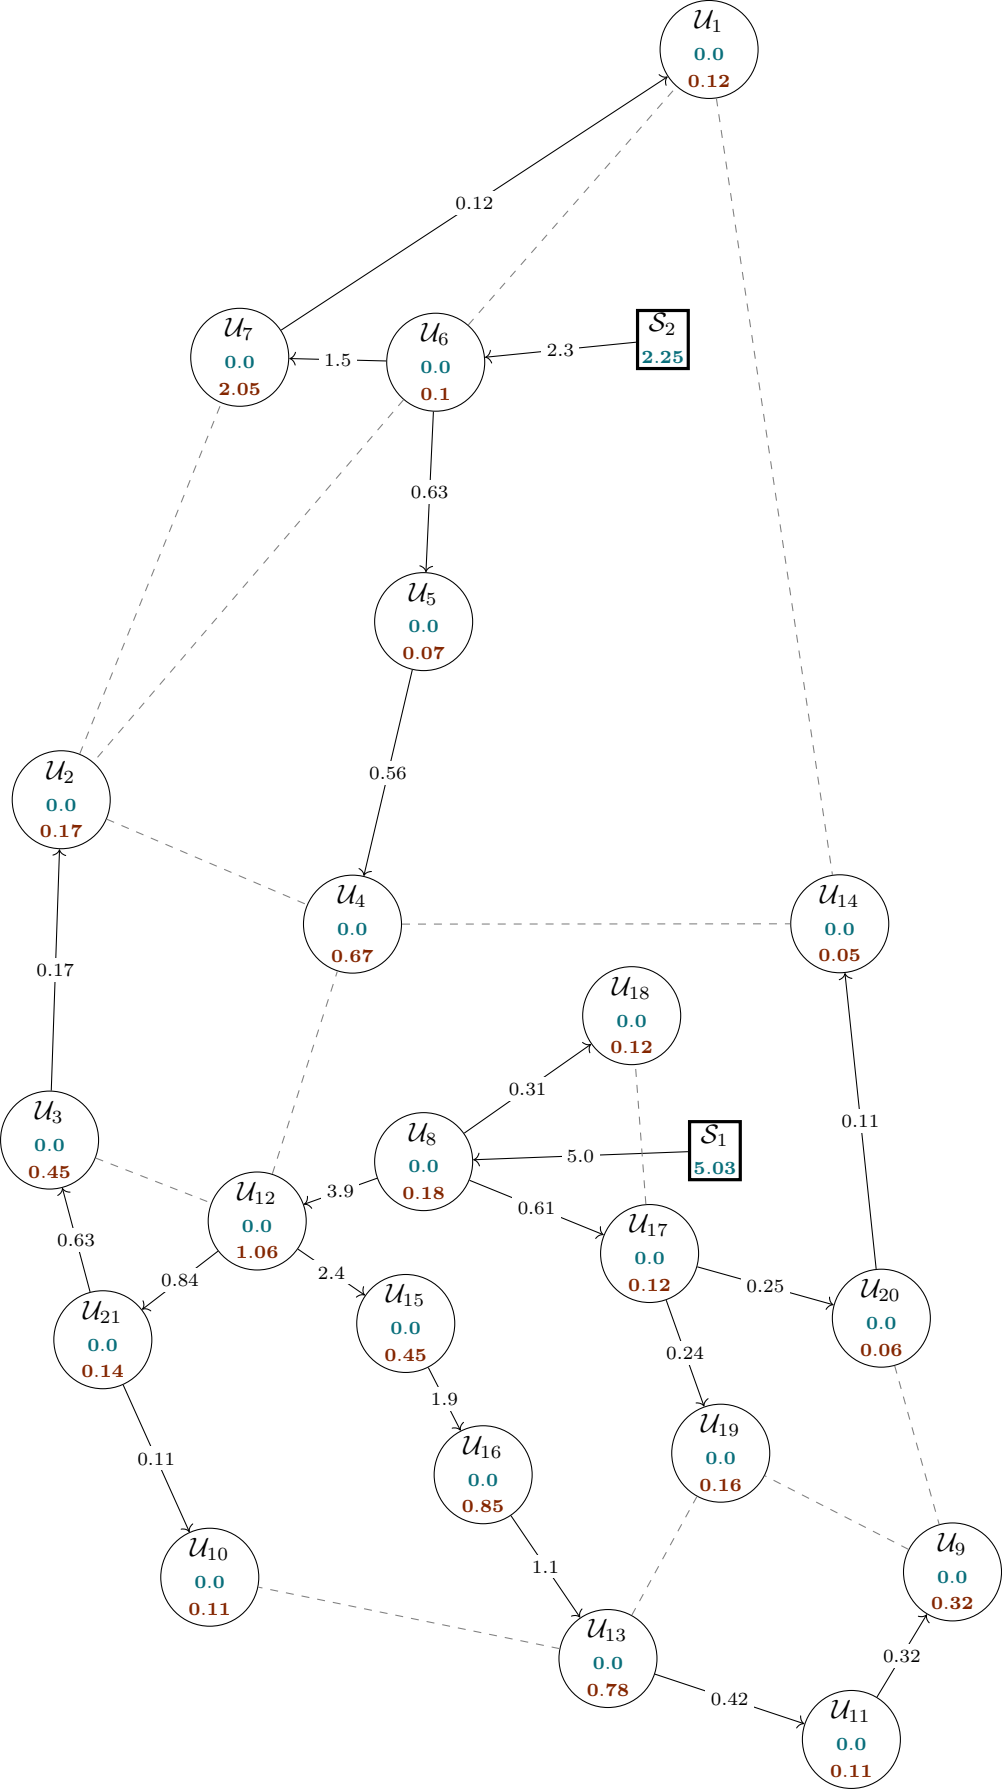 𝒰₁
0.0
0.12
0.12
𝒰₇
0.0
2.05
1.5
𝒰₆
0.0
0.1
2.3
𝒮₂
2.25
0.63
𝒰₅
0.0
0.07
0.56
𝒰₂
0.0
0.17
𝒰₄
0.0
0.67
𝒰₁₄
0.0
0.05
0.17
𝒰₁₈
0.0
0.12
0.31
𝒰₃
0.0
0.45
𝒰₈
0.0
0.18
5.0
𝒮₁
5.03
0.11
3.9
0.61
𝒰₁₂
0.0
1.06
𝒰₁₇
0.0
0.12
0.63
0.84
2.4
0.25
𝒰₂₁
0.0
0.14
𝒰₁₅
0.0
0.45
𝒰₂₀
0.0
0.06
0.24
1.9
0.11
𝒰₁₆
0.0
0.85
𝒰₁₉
0.0
0.16
𝒰₁₀
0.0
0.11
1.1
𝒰₉
0.0
0.32
𝒰₁₃
0.0
0.78
0.32
0.42
𝒰₁₁
0.0
0.11